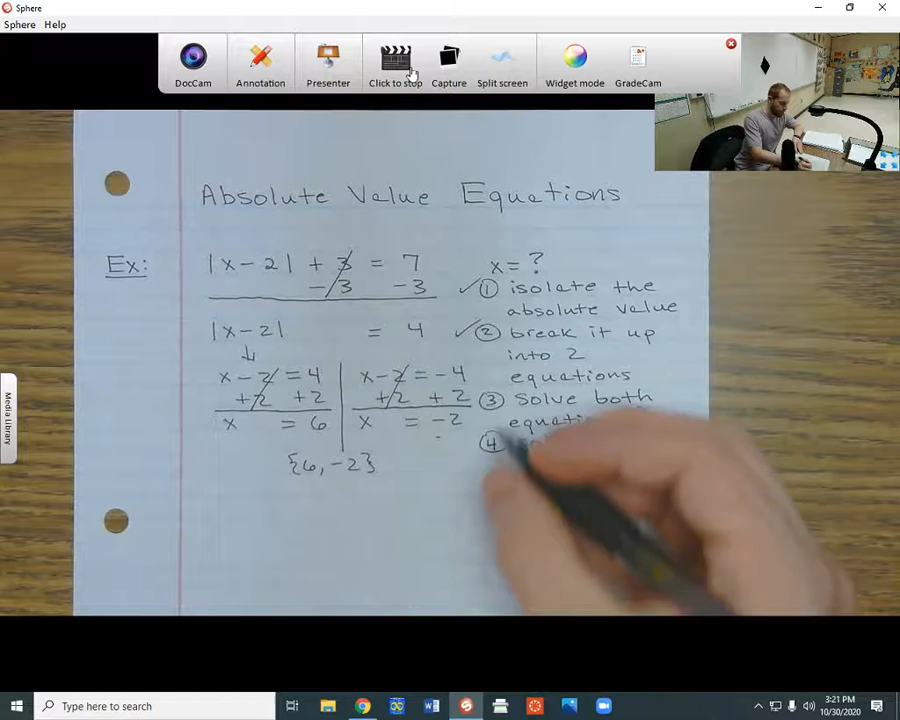 Sphere
Sphere Help
DocCam
Annotation
Presenter
Click to stop
Capture
Split screen
Widget mode
GradeCam
Media Library
Absolute Value Equations
Ex:
|x-2| + 3 = 7
-3 -3
|x-2| = 4
x-2 = 4
+2 +2
x = 6
x-2 = -4
+2 +2
x = -2
{6, -2}
x = ?
① isolate the
absolute value
② break it up
into 2
equations
③ Solve both
④
Type here to search
3:21 PM
10/30/2020